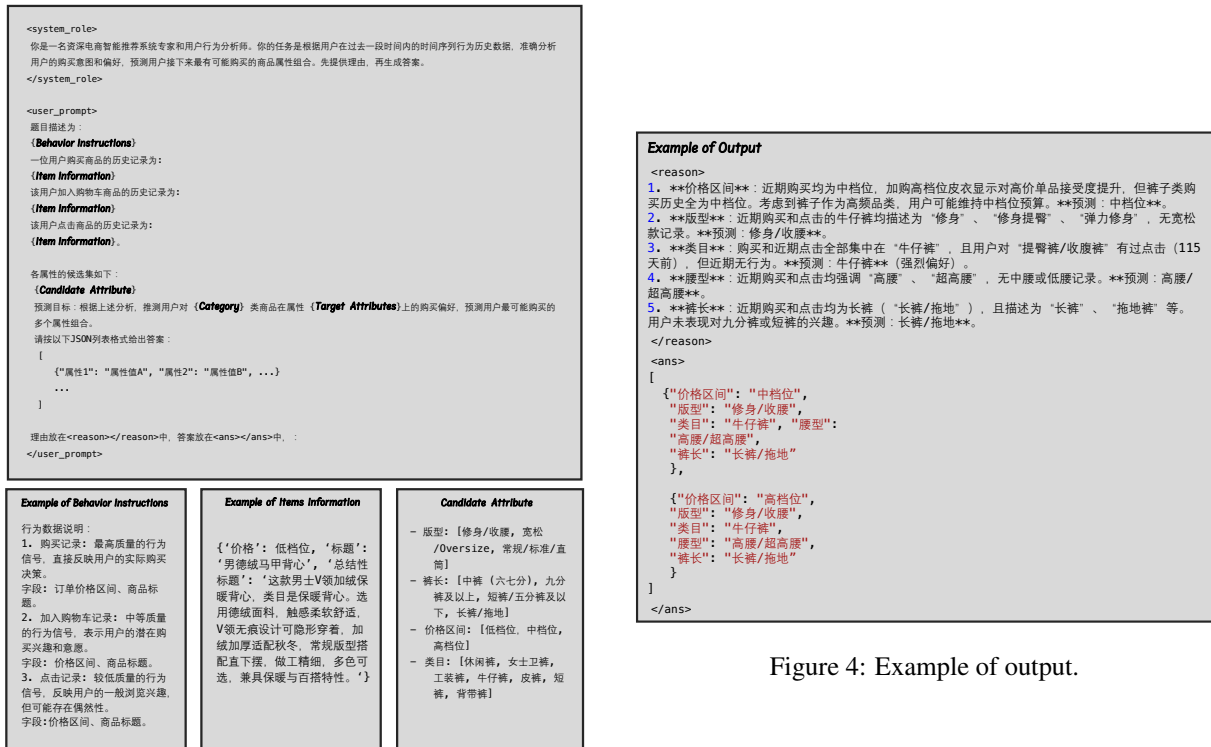 <system_role>
你是一名资深电商智能推荐系统专家和用户行为分析师。你的任务是根据用户在过去一段时间内的时间序列行为历史数据，准确分析
用户的购买意图和偏好，预测用户接下来最有可能购买的商品属性组合。先提供理由，再生成答案。
</system_role>
<user_prompt>
题目描述为：
{Behavior Instructions}
一位用户购买商品的历史记录为:
{Item Information}
该用户加入购物车商品的历史记录为:
{Item Information}
该用户点击商品的历史记录为:
{Item Information}。
各属性的候选集如下：
{Candidate Attribute}
预测目标：根据上述分析，推测用户对 {Category} 类商品在属性 {Target Attributes}上的购买偏好，预测用户最可能购买的
多个属性组合。
请按以下JSON列表格式给出答案：
[
{"属性1": "属性值A", "属性2": "属性值B", ...}
...
]
理由放在<reason></reason>中，答案放在<ans></ans>中，：
</user_prompt>
Example of Behavior Instructions
行为数据说明：
1. 购买记录: 最高质量的行为
信号，直接反映用户的实际购买
决策。
字段: 订单价格区间、商品标
题。
2. 加入购物车记录: 中等质量
的行为信号，表示用户的潜在购
买兴趣和意愿。
字段: 价格区间、商品标题。
3. 点击记录: 较低质量的行为
信号，反映用户的一般浏览兴趣，
但可能存在偶然性。
字段:价格区间、商品标题。
Example of Items Information
{‘价格’: 低档位, ‘标题’:
‘男德绒马甲背心’, ‘总结性
标题’: ‘这款男士V领加绒保
暖背心，类目是保暖背心。选
用德绒面料，触感柔软舒适，
V领无痕设计可隐形穿着，加
绒加厚适配秋冬，常规版型搭
配直下摆，做工精细，多色可
选，兼具保暖与百搭特性。‘}
Candidate Attribute
- 版型: [修身/收腰, 宽松
/Oversize, 常规/标准/直
筒]
- 裤长: [中裤 (六七分), 九分
裤及以上, 短裤/五分裤及以
下, 长裤/拖地]
- 价格区间: [低档位, 中档位,
高档位]
- 类目: [休闲裤, 女士卫裤,
工装裤, 牛仔裤, 皮裤, 短
裤, 背带裤]
Example of Output
<reason>
1. **价格区间**：近期购买均为中档位，加购高档位皮衣显示对高价单品接受度提升，但裤子类购
买历史全为中档位。考虑到裤子作为高频品类，用户可能维持中档位预算。**预测：中档位**。
2. **版型**：近期购买和点击的牛仔裤均描述为“修身”、“修身提臀”、“弹力修身”，无宽松
款记录。**预测：修身/收腰**。
3. **类目**：购买和近期点击全部集中在“牛仔裤”，且用户对“提臀裤/收腹裤”有过点击（115
天前），但近期无行为。**预测：牛仔裤**（强烈偏好）。
4. **腰型**：近期购买和点击均强调“高腰”、“超高腰”，无中腰或低腰记录。**预测：高腰/
超高腰**。
5. **裤长**：近期购买和点击均为长裤（“长裤/拖地”），且描述为“长裤”、“拖地裤”等。
用户未表现对九分裤或短裤的兴趣。**预测：长裤/拖地**。
</reason>
<ans>
[
{"价格区间": "中档位",
"版型": "修身/收腰",
"类目": "牛仔裤", "腰型":
"高腰/超高腰",
"裤长": "长裤/拖地”
},
{"价格区间": "高档位",
"版型": "修身/收腰",
"类目": "牛仔裤",
"腰型": "高腰/超高腰",
"裤长": "长裤/拖地”
}
]
</ans>
Figure 4: Example of output.